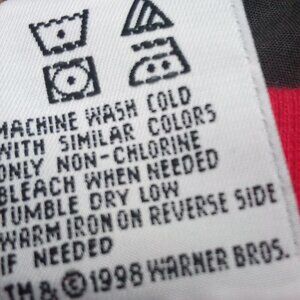 MACHINE WASH COLD
WITH SIMILAR COLORS
ONLY NON-CHLORINE
BLEACH WHEN NEEDED
TUMBLE DRY LOW
WARM IRON ON REVERSE SIDE
IF NEEDED
TM & © 1998 WARNER BROS.